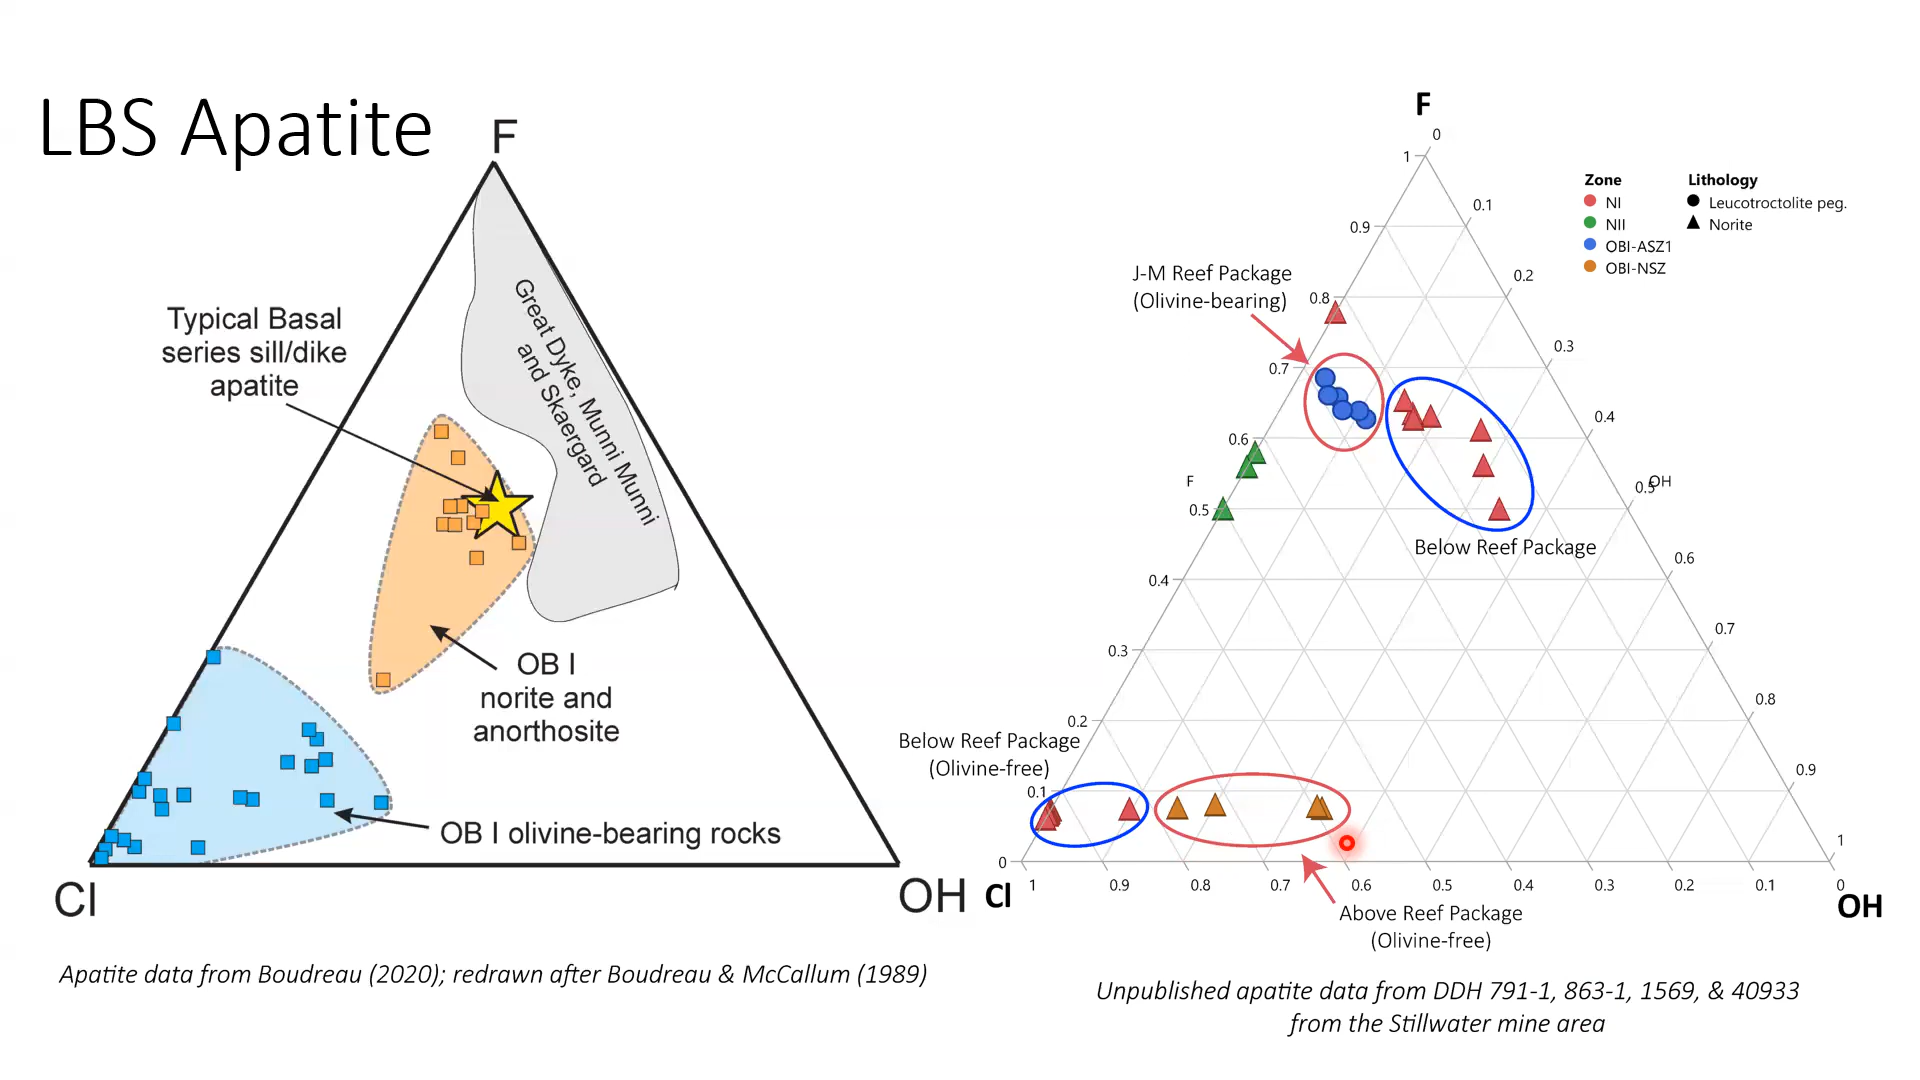 LBS Apatite
F
Typical Basal
series sill/dike
apatite
Great Dyke, Munni Munni
and Skaergard
OB I
norite and
anorthosite
OB I olivine-bearing rocks
Cl
OH
Apatite data from Boudreau (2020); redrawn after Boudreau & McCallum (1989)
F
0
1
0.1
0.9
0.2
0.8
0.3
0.7
0.4
0.6
F
0.5
OH
0.5
0.6
0.4
0.7
0.3
0.8
0.2
0.9
0.1
1
0
Zone
NI
NII
OBI-ASZ1
OBI-NSZ
Lithology
Leucotroctolite peg.
Norite
J-M Reef Package
(Olivine-bearing)
Below Reef Package
Below Reef Package
(Olivine-free)
Cl
1 0.9 0.8 0.7 0.6 0.5 0.4 0.3 0.2 0.1 0
OH
Above Reef Package
(Olivine-free)
Unpublished apatite data from DDH 791-1, 863-1, 1569, & 40933
from the Stillwater mine area